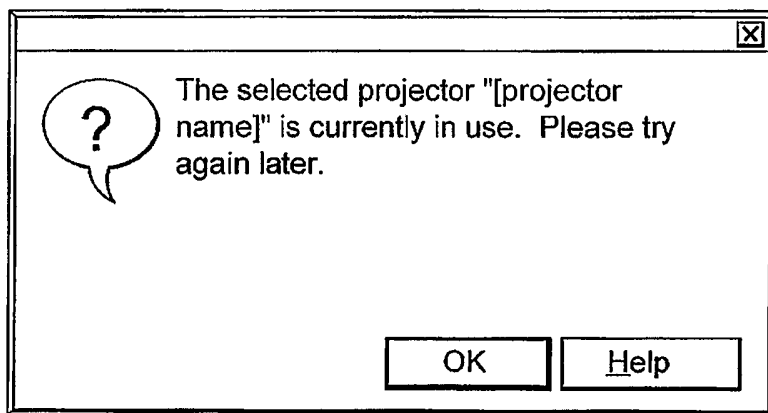 The selected projector "[projector
name]" is currently in use.  Please try
again later.
?
OK
Help